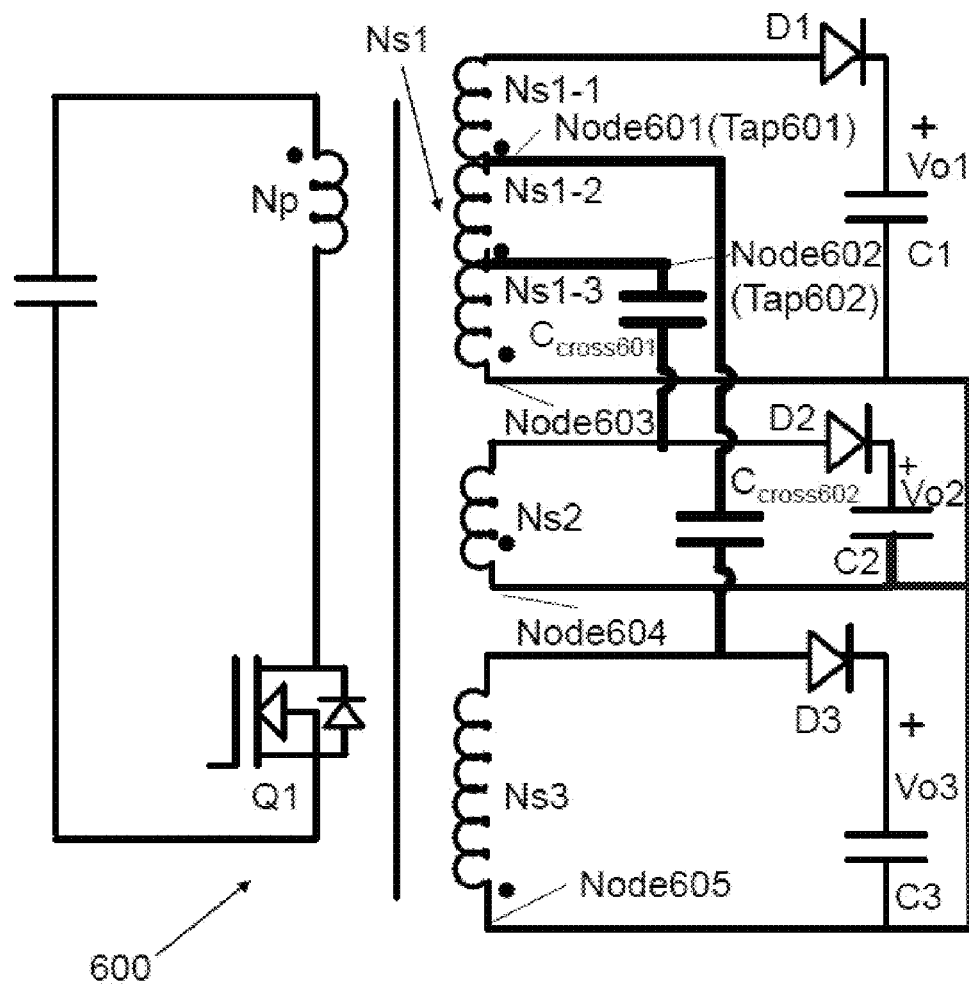 Ns1
D1
Ns1-1
Node601(Tap601)
+
Vo1
Np
Ns1-2
C1
Node602
(Tap602)
Ns1-3
Ccross601
Node603
D2
+
Vo2
Ccross602
Ns2
C2
Node604
D3
+
Q1
Ns3
Vo3
Node605
C3
600